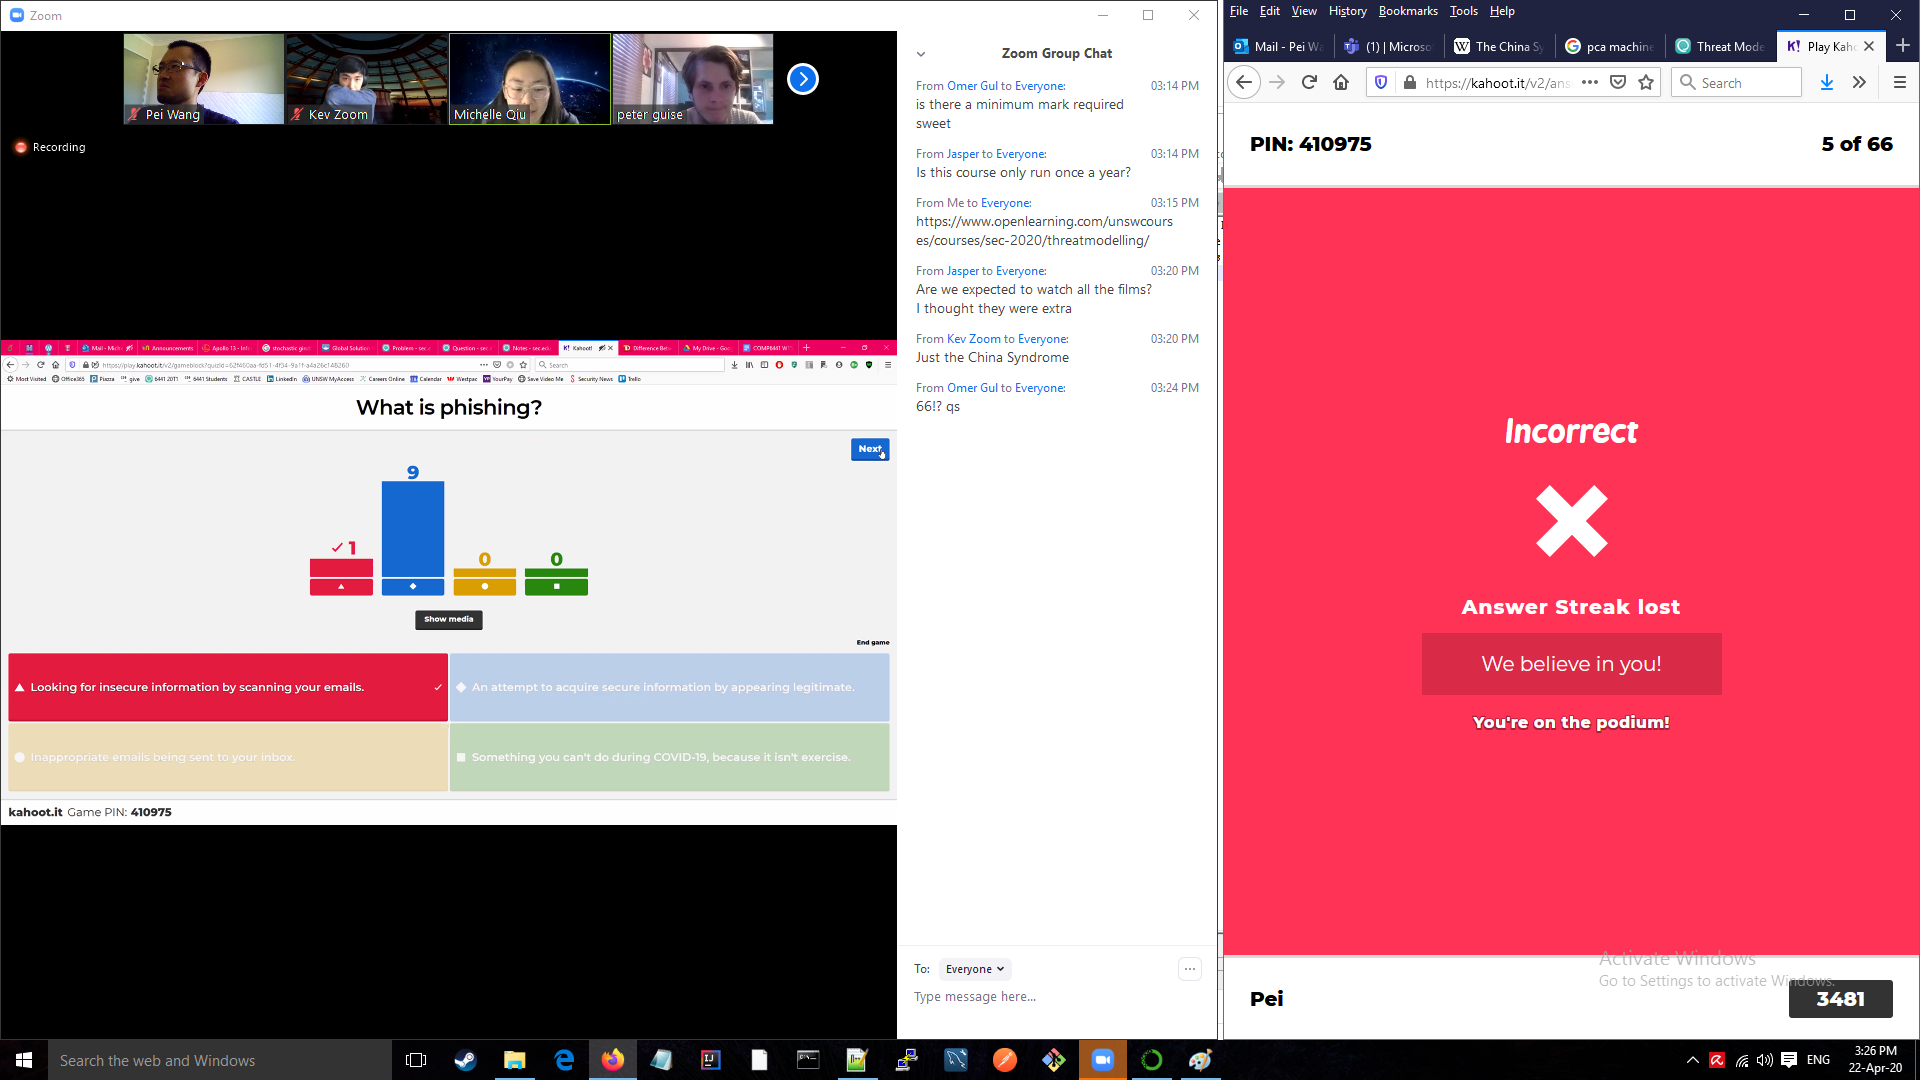 Zoom
Pei Wang
Kev Zoom
Michelle Qiu
peter guise
Recording
Zoom Group Chat
From Omer Gul to Everyone: 03:14 PM
is there a minimum mark required
sweet
From Jasper to Everyone: 03:14 PM
Is this course only run once a year?
From Me to Everyone: 03:15 PM
https://www.openlearning.com/unswcours
es/courses/sec-2020/threatmodelling/
From Jasper to Everyone: 03:20 PM
Are we expected to watch all the films?
I thought they were extra
From Kev Zoom to Everyone: 03:20 PM
Just the China Syndrome
From Omer Gul to Everyone: 03:24 PM
66!? qs
To: Everyone
Type message here...
What is phishing?
Next
1
9
0
0
Show media
End game
Looking for insecure information by scanning your emails.
An attempt to acquire secure information by appearing legitimate.
Inappropriate emails being sent to your inbox.
Something you can't do during COVID-19, because it isn't exercise.
kahoot.it Game PIN: 410975
File Edit View History Bookmarks Tools Help
Mail - Pei Wa
(1) | Microso
The China Sy
pca machine
Threat Mode
Play Kaho
https://kahoot.it/v2/ans
Search
PIN: 410975
5 of 66
Incorrect
Answer Streak lost
We believe in you!
You're on the podium!
Activate Windows
Go to Settings to activate Windows.
Pei
3481
Search the web and Windows
ENG
3:26 PM
22-Apr-20